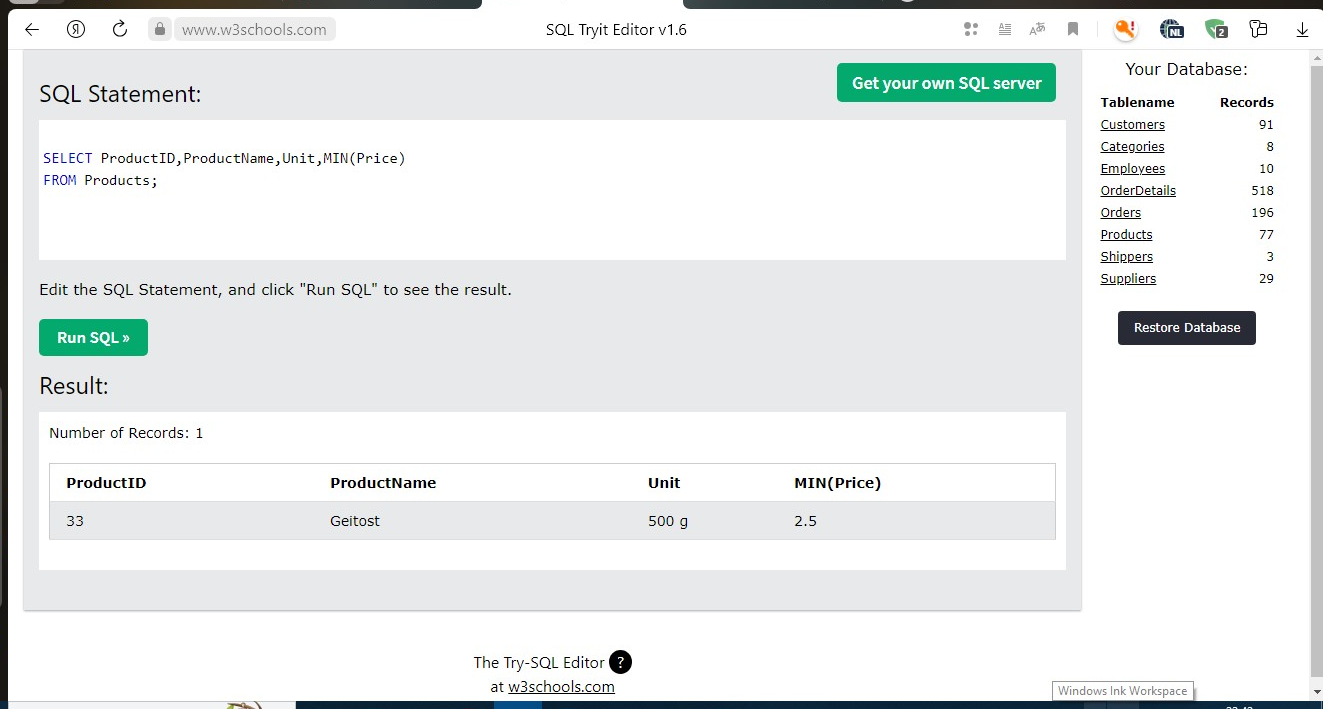 www.w3schools.com
SQL Tryit Editor v1.6
NL
2
SQL Statement:
Get your own SQL server
SELECT ProductID,ProductName,Unit,MIN(Price)
FROM Products;
Edit the SQL Statement, and click "Run SQL" to see the result.
Run SQL »
Result:
Number of Records: 1
ProductID ProductName Unit MIN(Price)
33 Geitost 500 g 2.5
The Try-SQL Editor ?
at w3schools.com
Your Database:
Tablename Records
Customers 91
Categories 8
Employees 10
OrderDetails 518
Orders 196
Products 77
Shippers 3
Suppliers 29
Restore Database
Windows Ink Workspace